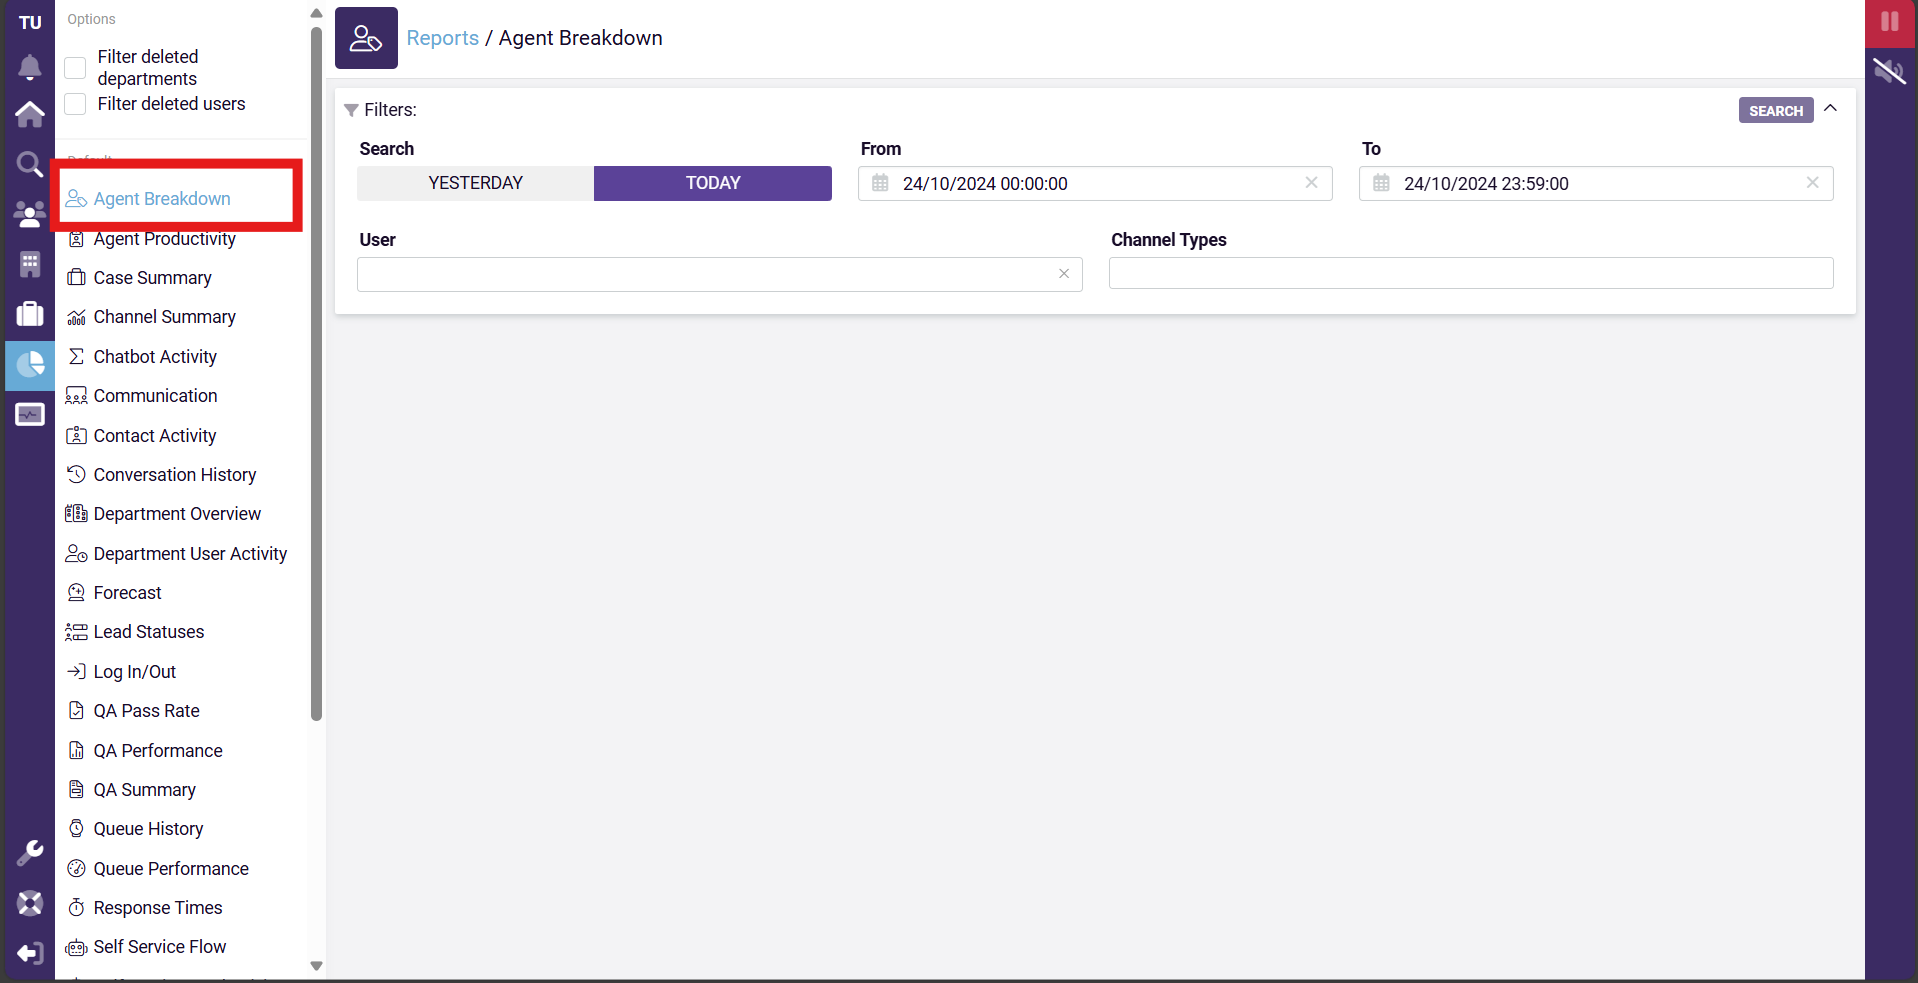 TU
Options
Filter deleted
departments
Filter deleted users
Default
Agent Breakdown
Agent Productivity
Case Summary
Channel Summary
Chatbot Activity
Communication
Contact Activity
Conversation History
Department Overview
Department User Activity
Forecast
Lead Statuses
Log In/Out
QA Pass Rate
QA Performance
QA Summary
Queue History
Queue Performance
Response Times
Self Service Flow
Reports / Agent Breakdown
Filters:
SEARCH
Search
From
To
YESTERDAY
TODAY
24/10/2024 00:00:00
24/10/2024 23:59:00
User
Channel Types